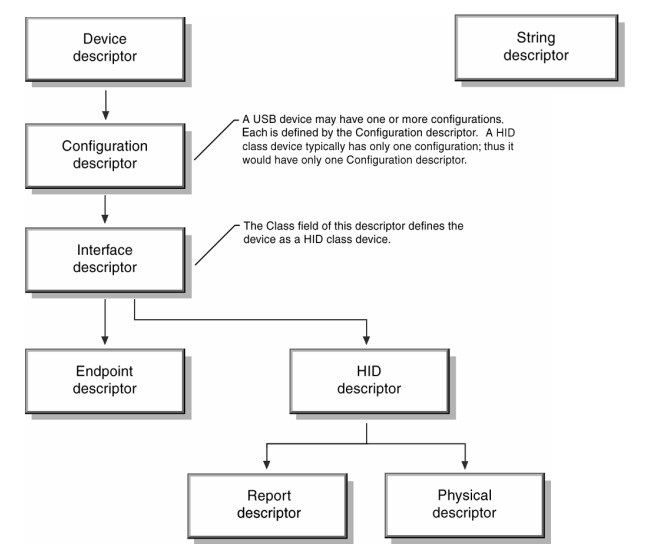 Device
descriptor
String
descriptor
A USB device may have one or more configurations.
Each is defined by the Configuration descriptor. A HID
class device typically has only one configuration; thus it
would have only one Configuration descriptor.
Configuration
descriptor
The Class field of this descriptor defines the
device as a HID class device.
Interface
descriptor
Endpoint
descriptor
HID
descriptor
Report
descriptor
Physical
descriptor